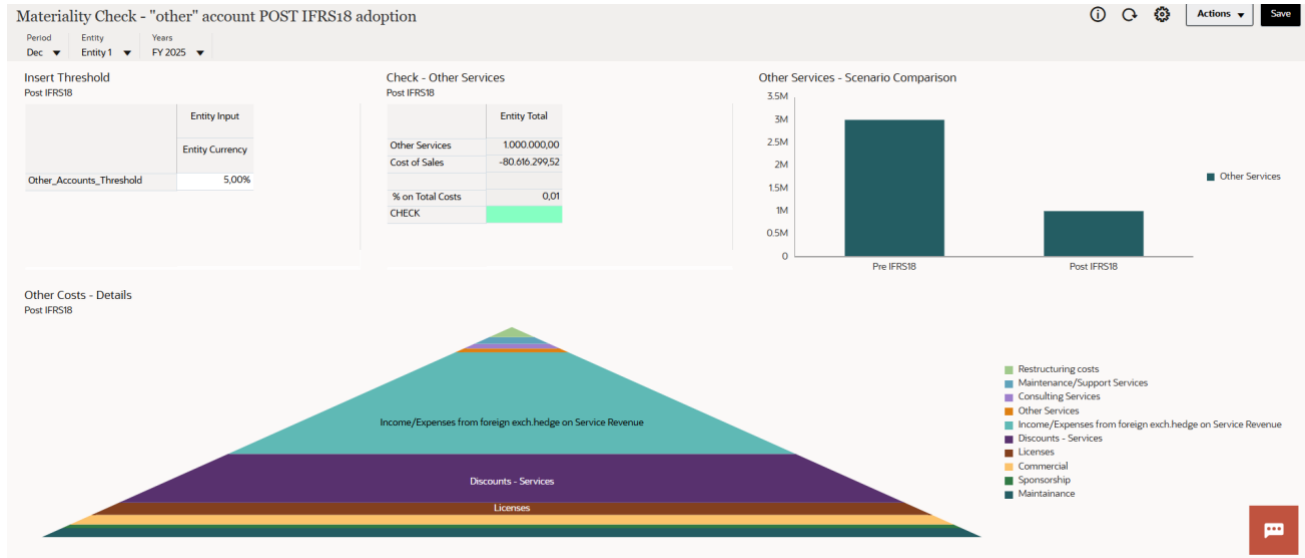 Materiality Check - "other" account POST IFRS18 adoption
Actions
Save
Period
Entity
Years
Dec
Entity 1
FY 2025
Insert Threshold
Post IFRS18
Entity Input
Entity Currency
Other_Accounts_Threshold
5,00%
Check - Other Services
Post IFRS18
Entity Total
Other Services
1.000.000,00
Cost of Sales
-80.616.299,52
% on Total Costs
0,01
CHECK
Other Services - Scenario Comparison
3.5M
3M
2.5M
2M
1.5M
1M
0.5M
0
Pre IFRS18
Post IFRS18
Other Services
Other Costs - Details
Post IFRS18
Income/Expenses from foreign exch.hedge on Service Revenue
Discounts - Services
Licenses
Restructuring costs
Maintenance/Support Services
Consulting Services
Other Services
Income/Expenses from foreign exch.hedge on Service Revenue
Discounts - Services
Licenses
Commercial
Sponsorship
Maintainance